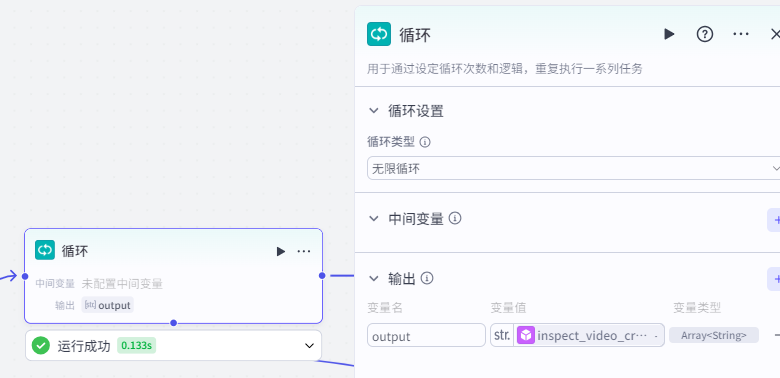 循环
用于通过设定循环次数和逻辑，重复执行一系列任务
循环设置
循环类型
无限循环
中间变量
输出
变量名 变量值 变量类型
output str. inspect_video_cr··· Array<String>
循环
中间变量 未配置中间变量
输出 output
运行成功 0.133s